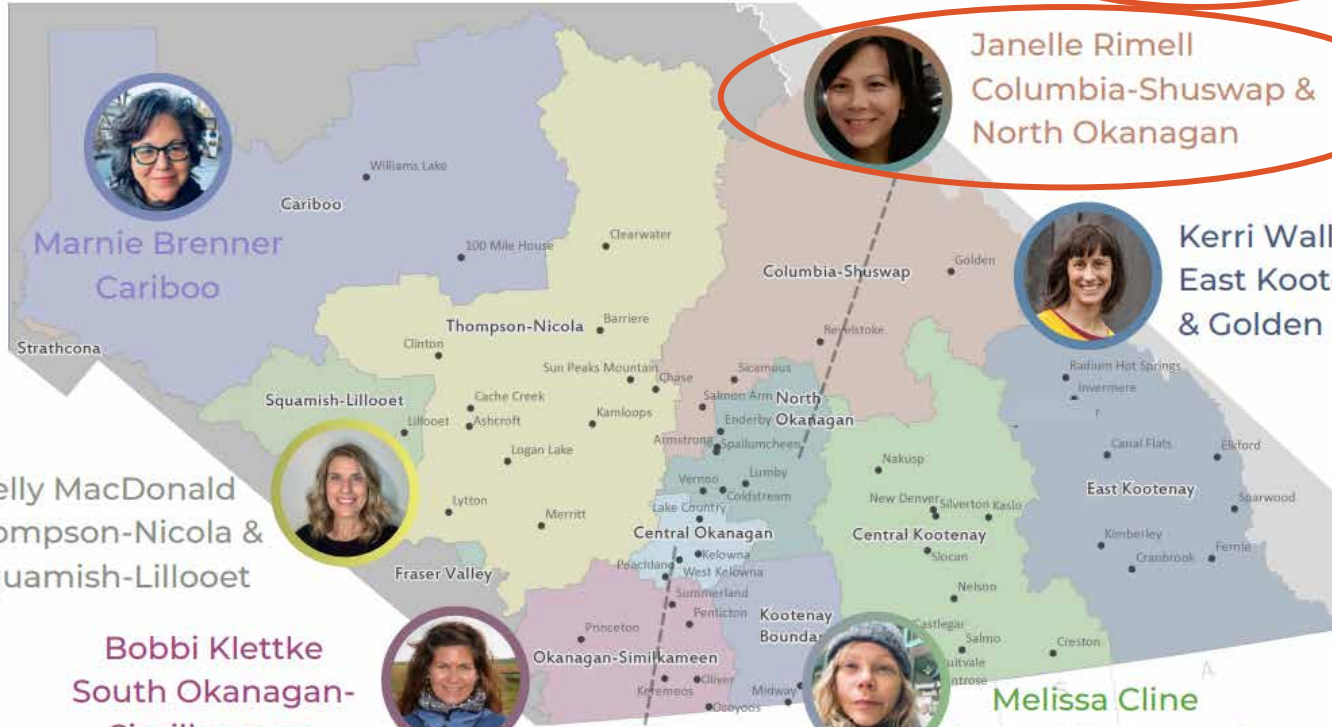 Janelle Rimell
Columbia-Shuswap &
North Okanagan
Williams Lake
Cariboo
Marnie Brenner
Cariboo
100 Mile House
Clearwater
Columbia-Shuswap
Golden
Kerri Wall
East Koot
& Golden
Thompson-Nicola
Barriere
Revelstoke
Strathcona
Clinton
Sun Peaks Mountain
Chase
Sicamous
Radium Hot Springs
Invermere
Squamish-Lillooet
Cache Creek
Salmon Arm
North
Okanagan
Lillooet
Ashcroft
Kamloops
Enderby
Armstrong
Spallumcheen
Canal Flats
Elkford
Logan Lake
Nakusp
Vernon
Lumby
Coldstream
East Kootenay
Sparwood
elly MacDonald
ompson-Nicola &
uamish-Lillooet
Lytton
Merritt
Lake Country
New Denver
Silverton
Kaslo
Central Okanagan
Central Kootenay
Kimberley
Kelowna
Slocan
Cranbrook
Fernie
Fraser Valley
Peachland
West Kelowna
Summerland
Nelson
Penticton
Kootenay
Bounda
Castlegar
Princeton
Salmo
Creston
Bobbi Klettke
South Okanagan-
Okanagan-Similkameen
uitvale
ntrose
Keremeos
Oliver
Midway
Osoyoos
Melissa Cline